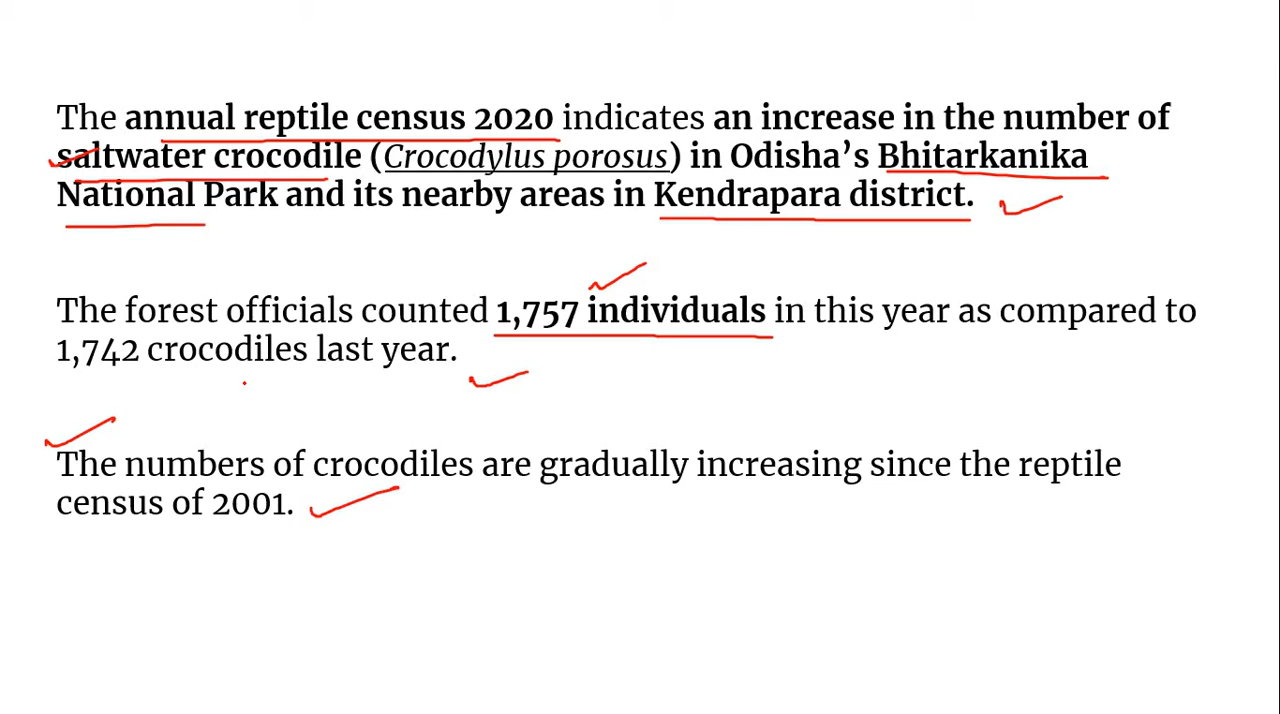 The annual reptile census 2020 indicates an increase in the number of
saltwater crocodile (Crocodylus porosus) in Odisha’s Bhitarkanika
National Park and its nearby areas in Kendrapara district.
The forest officials counted 1,757 individuals in this year as compared to
1,742 crocodiles last year.
The numbers of crocodiles are gradually increasing since the reptile
census of 2001.